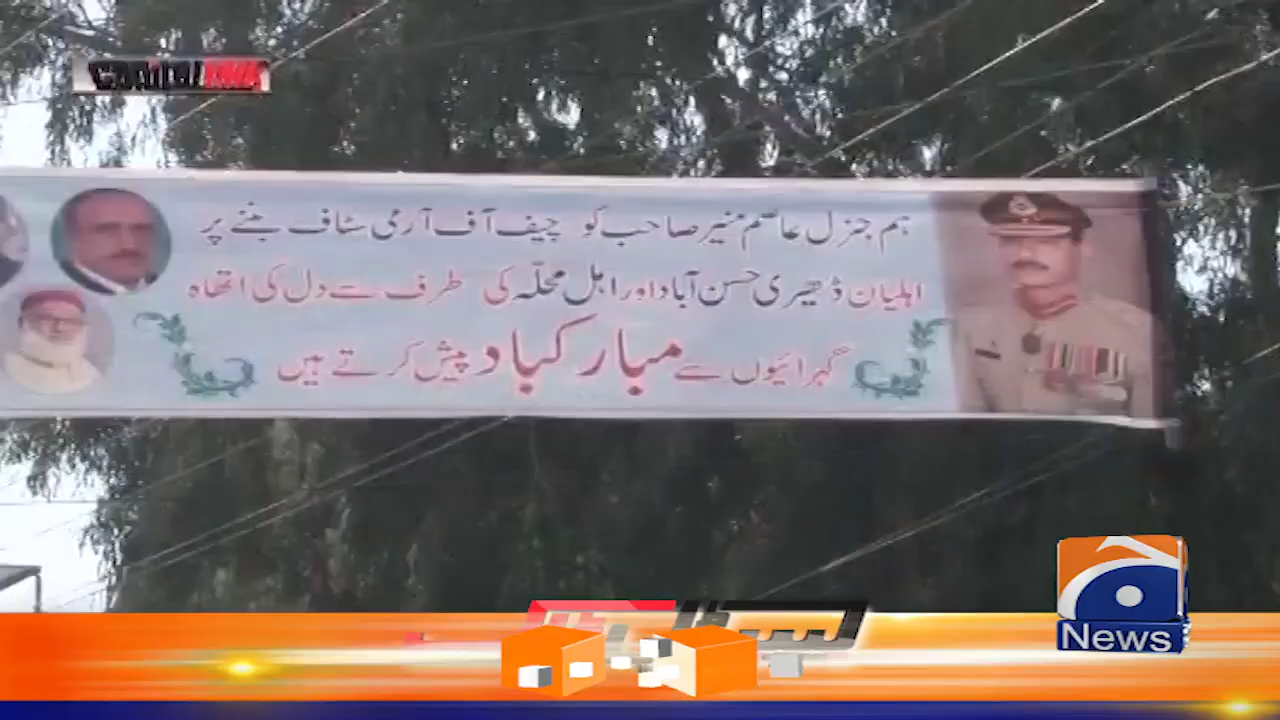 ہم جنرل عاصم منیر صاحب کو چیف آف آرمی سٹاف بننے پر
اہلیان ڈھیری حسن آباد اور اہل محلّہ کی طرف سے دل کی اتھاہ
گہرائیوں سے مبارکباد پیش کرتے ہیں
News